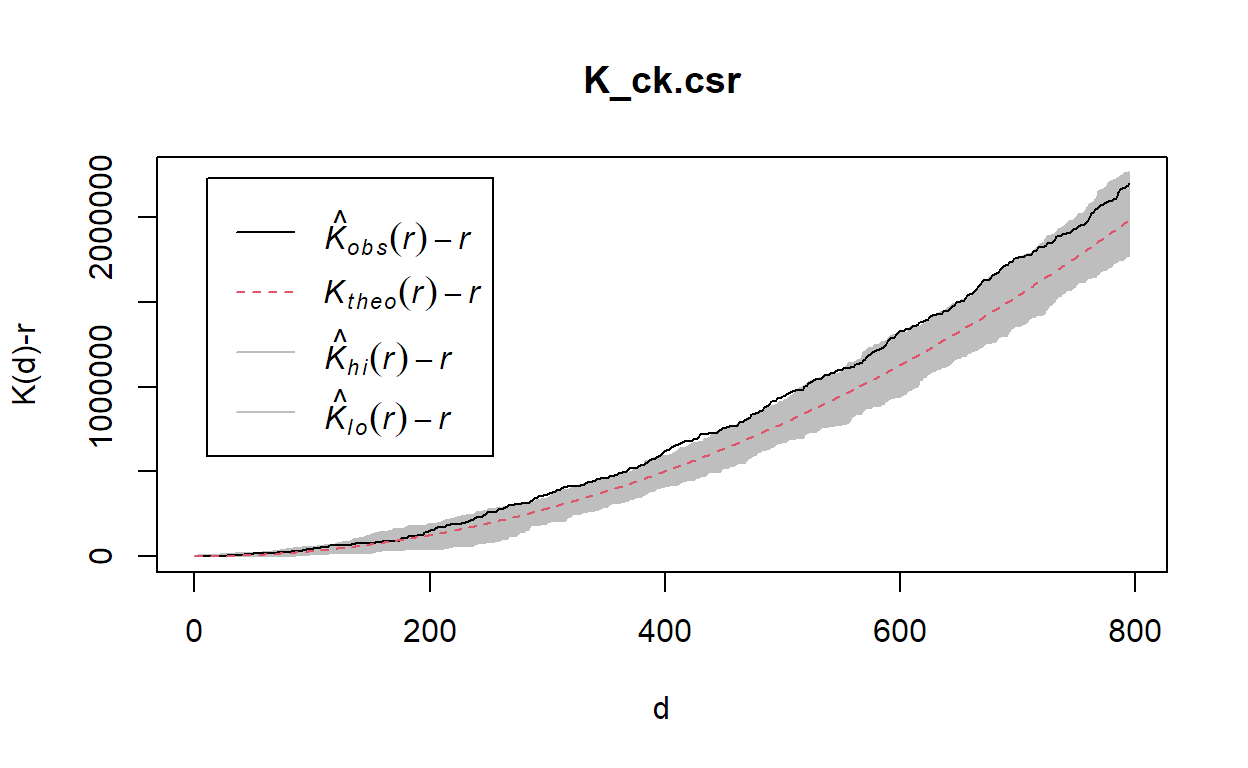 K_ck.csr
K̂obs(r) − r
Ktheo(r) − r
K̂hi(r) − r
K̂lo(r) − r
K(d)-r
2000000
1000000
0
0 200 400 600 800
d